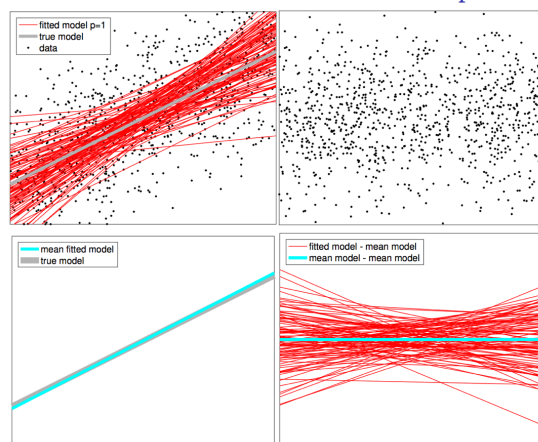 fitted model p=1
true model
data
mean fitted model
true model
fitted model - mean model
mean model - mean model